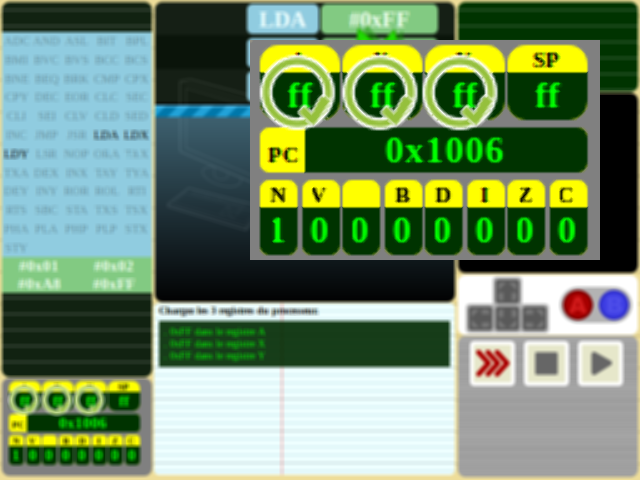 LDA #0xFF
ADC AND ASL BIT BPL
BMI BVC BVS BCC BCS
BNE BEQ BRK CMP CPX
CPY DEC EOR CLC SEC
CLI SEI CLV CLD SED
INC JMP JSR LDA LDX
LDY LSR NOP ORA TAX
TXA DEX INX TAY TYA
DEY INY ROR ROL RTI
RTS SBC STA TXS TSX
PHA PLA PHP PLP STX
STY
#0x01 #0x02
#0xA0 #0xFF
SP
ff ff ff ff
PC 0x1006
N V B D I Z C
1 0 0 0 0 0 0 0
Charger les 3 registres du processeur
0xFF dans le registre A
0xFF dans le registre X
0xFF dans le registre Y
A B
SP
ff ff ff ff
PC 0x1006
N V B D I Z C
1 0 0 0 0 0 0 0